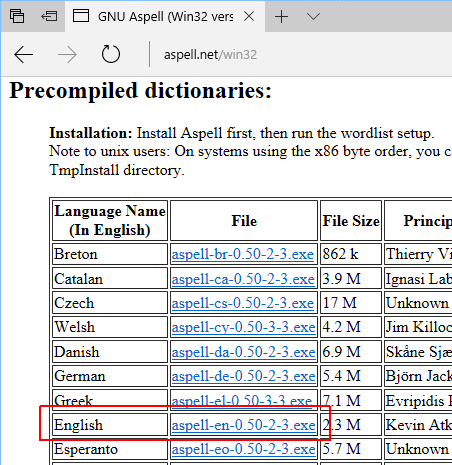 GNU Aspell (Win32 vers
aspell.net/win32
Precompiled dictionaries:
Installation: Install Aspell first, then run the wordlist setup.
Note to unix users: On systems using the x86 byte order, you c
TmpInstall directory.
Language Name (In English) File File Size Princip
Breton aspell-br-0.50-2-3.exe 862 k Thierry Vi
Catalan aspell-ca-0.50-2-3.exe 3.9 M Ignasi Lab
Czech aspell-cs-0.50-2-3.exe 17 M Unknown
Welsh aspell-cy-0.50-3-3.exe 4.2 M Jim Killoc
Danish aspell-da-0.50-2-3.exe 6.9 M Skåne Sjæ
German aspell-de-0.50-2-3.exe 5.4 M Björn Jack
Greek aspell-el-0.50-3-3.exe 7.1 M Evripidis P
English aspell-en-0.50-2-3.exe 2.3 M Kevin Atk
Esperanto aspell-eo-0.50-2-3.exe 5.7 M Unknown